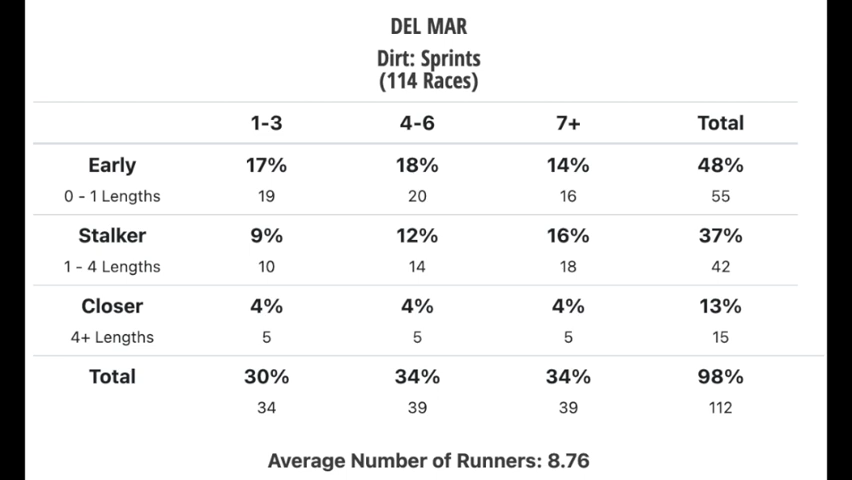 DEL MAR
Dirt: Sprints
(114 Races)
1-3 4-6 7+ Total
Early 17% 18% 14% 48%
0 - 1 Lengths 19 20 16 55
Stalker 9% 12% 16% 37%
1 - 4 Lengths 10 14 18 42
Closer 4% 4% 4% 13%
4+ Lengths 5 5 5 15
Total 30% 34% 34% 98%
34 39 39 112
Average Number of Runners: 8.76